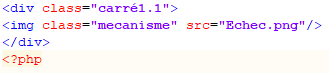 <div class="carré1.1">
<img class="mecanisme" src="Echec.png"/>
</div>
<?php